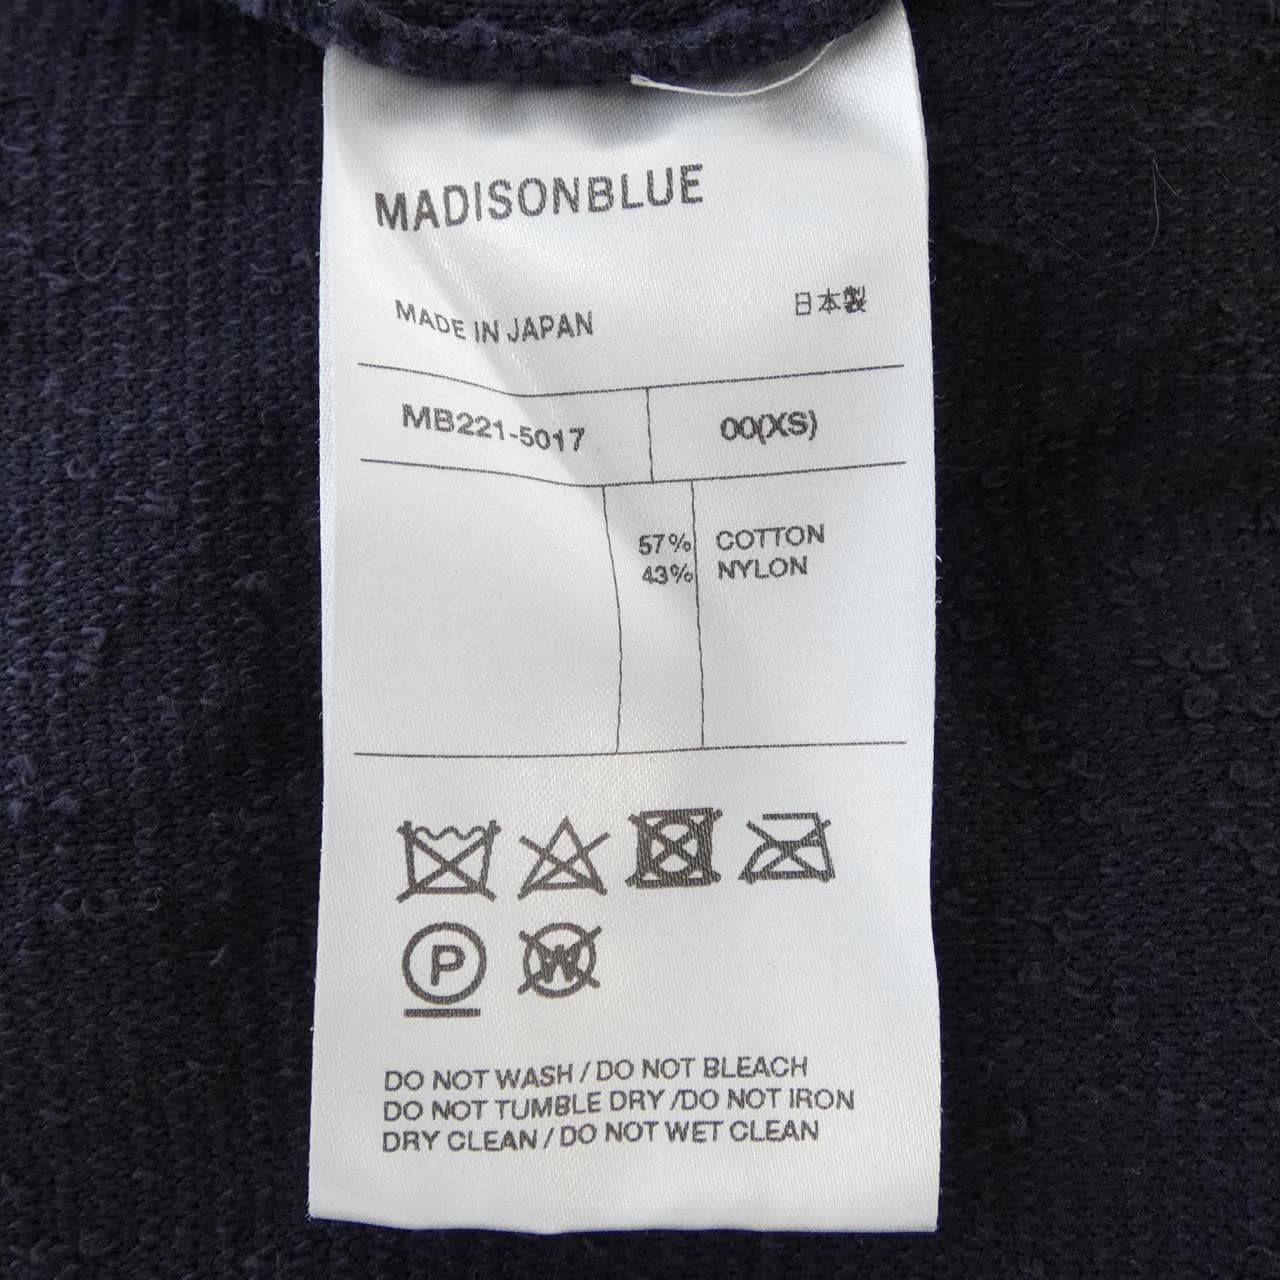 MADISONBLUE
MADE IN JAPAN 日本製
MB221-5017 00(XS)
57% COTTON
43% NYLON
P W
DO NOT WASH / DO NOT BLEACH
DO NOT TUMBLE DRY /DO NOT IRON
DRY CLEAN / DO NOT WET CLEAN